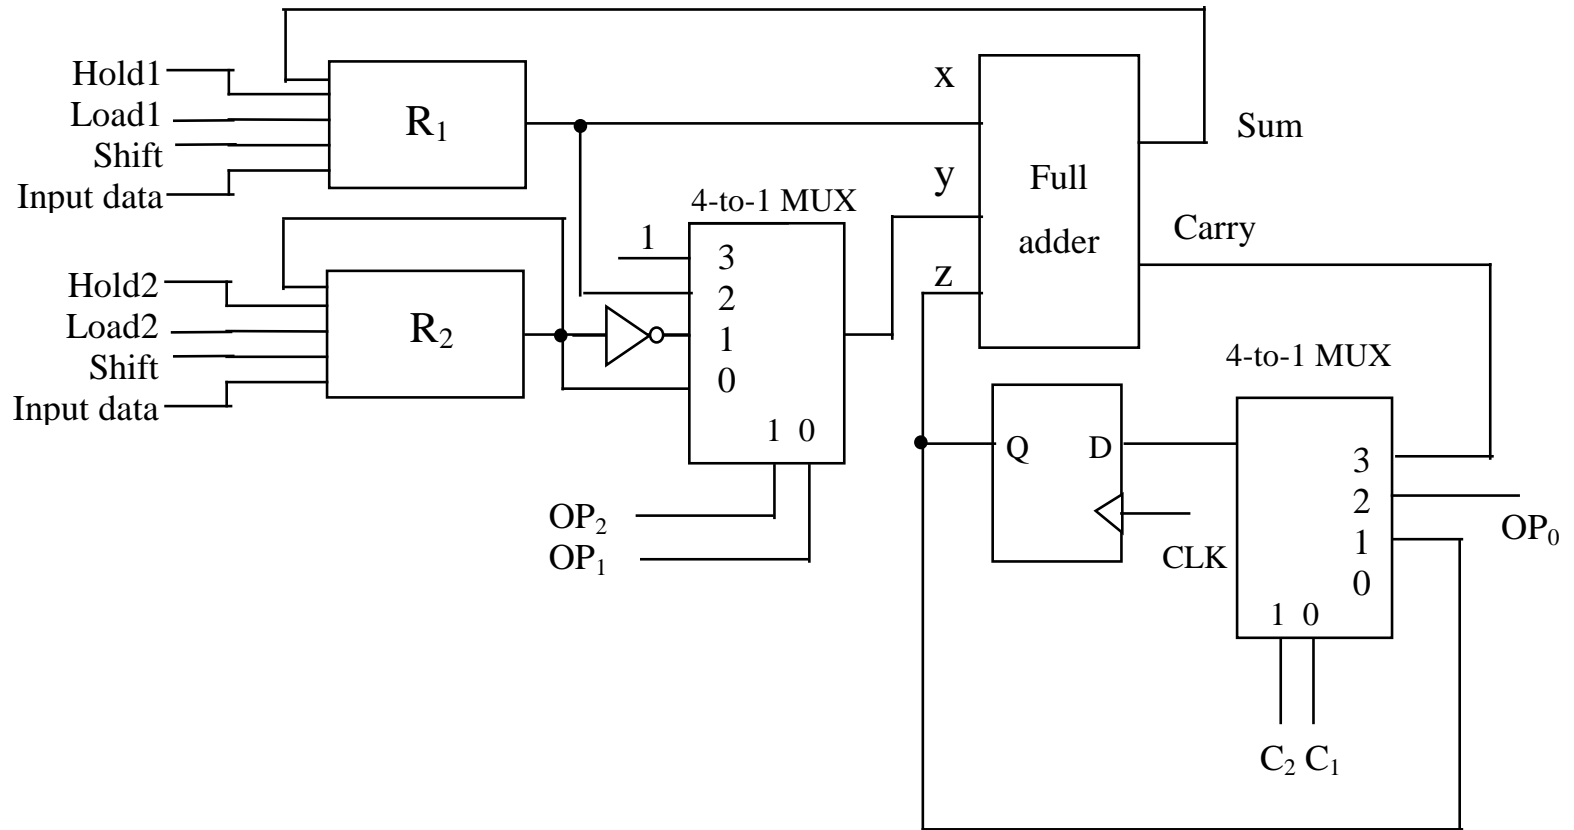 Hold1
Load1
Shift
Input data
R₁
x
y
z
Full
adder
Sum
Carry
4-to-1 MUX
1
3
2
1
0
1 0
Hold2
Load2
Shift
Input data
R₂
OP₂
OP₁
Q D
CLK
4-to-1 MUX
3
2
1
0
1 0
OP₀
C₂ C₁